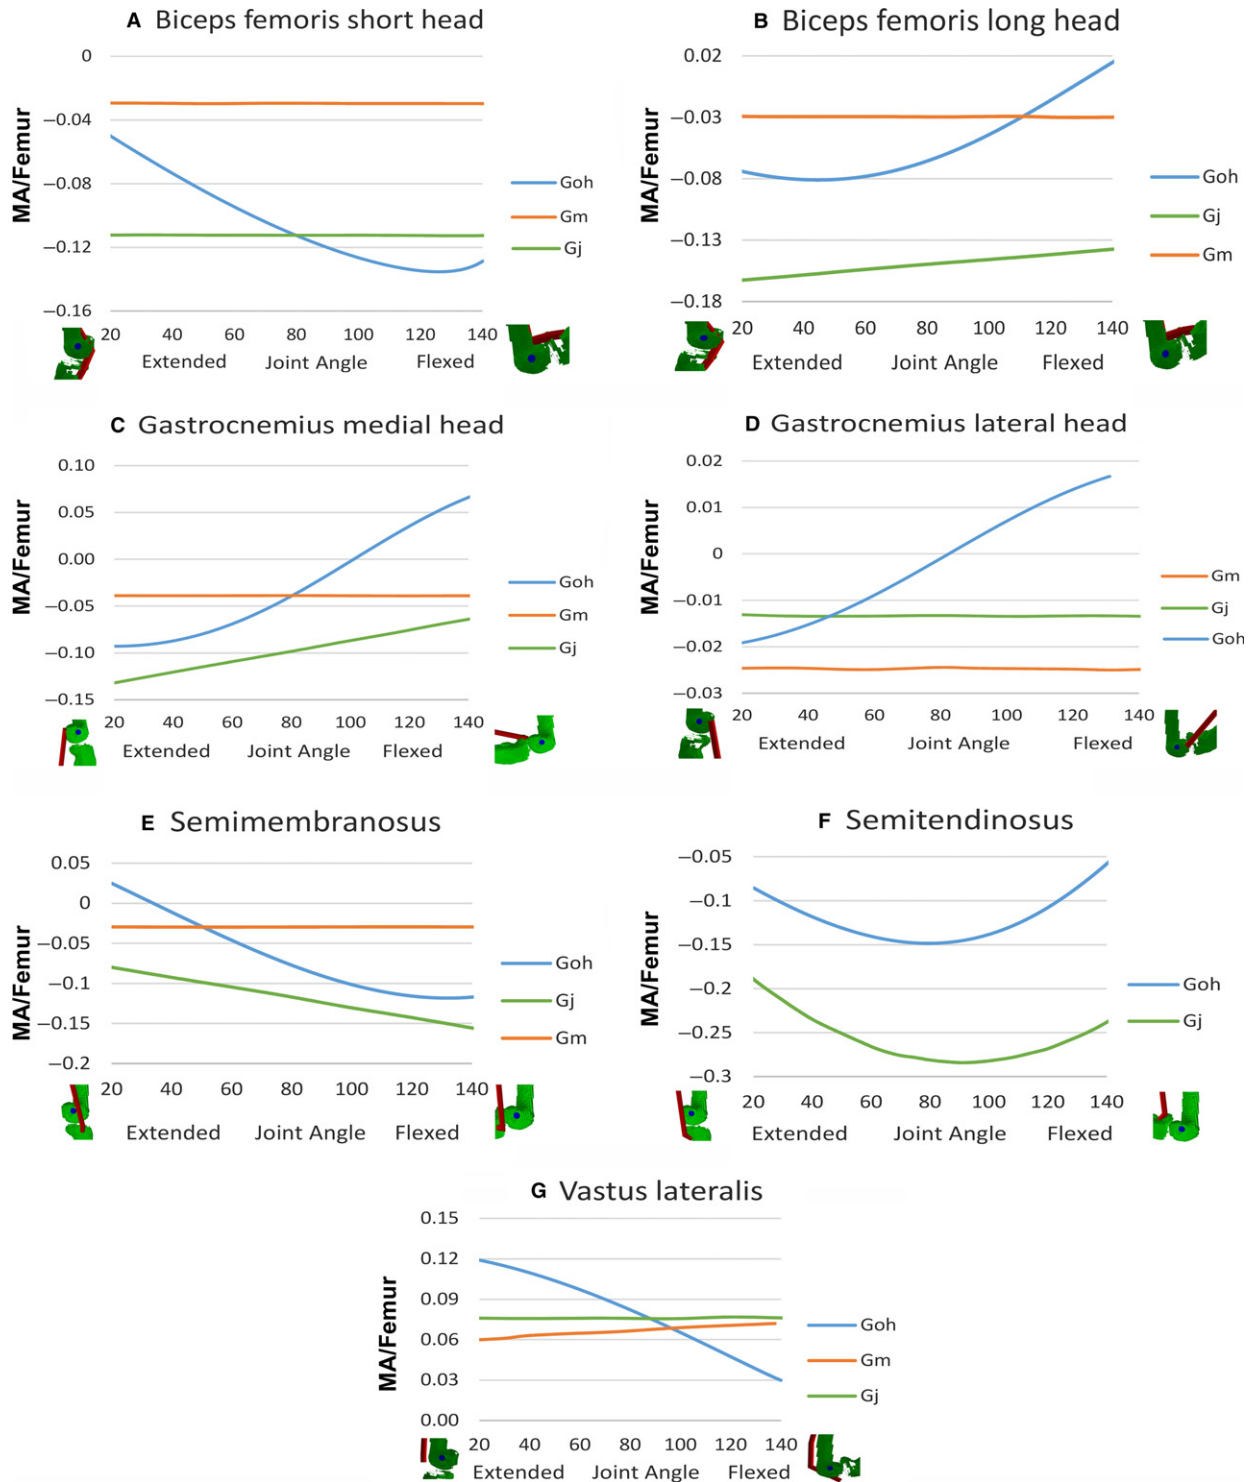 A Biceps femoris short head
MA/Femur
0
−0.04
−0.08
−0.12
−0.16
20 40 60 80 100 120 140
Extended Joint Angle Flexed
Goh
Gm
Gj
B Biceps femoris long head
MA/Femur
0.02
−0.03
−0.08
−0.13
−0.18
20 40 60 80 100 120 140
Extended Joint Angle Flexed
Goh
Gj
Gm
C Gastrocnemius medial head
MA/Femur
0.10
0.05
0.00
−0.05
−0.10
−0.15
20 40 60 80 100 120 140
Extended Joint Angle Flexed
Goh
Gm
Gj
D Gastrocnemius lateral head
MA/Femur
0.02
0.01
0
−0.01
−0.02
−0.03
20 40 60 80 100 120 140
Extended Joint Angle Flexed
Gm
Gj
Goh
E Semimembranosus
MA/Femur
0.05
0
−0.05
−0.1
−0.15
−0.2
20 40 60 80 100 120 140
Extended Joint Angle Flexed
Goh
Gj
Gm
F Semitendinosus
MA/Femur
−0.05
−0.1
−0.15
−0.2
−0.25
−0.3
20 40 60 80 100 120 140
Extended Joint Angle Flexed
Goh
Gj
G Vastus lateralis
MA/Femur
0.15
0.12
0.09
0.06
0.03
0.00
20 40 60 80 100 120 140
Extended Joint Angle Flexed
Goh
Gm
Gj